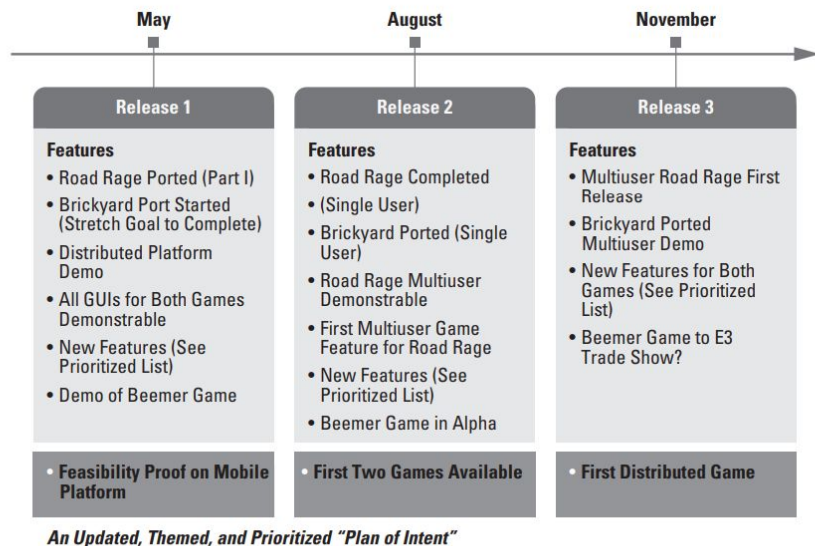 May
August
November
Release 1
Features
• Road Rage Ported (Part I)
• Brickyard Port Started
(Stretch Goal to Complete)
• Distributed Platform
Demo
• All GUIs for Both Games
Demonstrable
• New Features (See
Prioritized List)
• Demo of Beemer Game
• Feasibility Proof on Mobile
Platform
Release 2
Features
• Road Rage Completed
• (Single User)
• Brickyard Ported (Single
User)
• Road Rage Multiuser
Demonstrable
• First Multiuser Game
Feature for Road Rage
• New Features (See
Prioritized List)
• Beemer Game in Alpha
• First Two Games Available
Release 3
Features
• Multiuser Road Rage First
Release
• Brickyard Ported
Multiuser Demo
• New Features for Both
Games (See Prioritized
List)
• Beemer Game to E3
Trade Show?
• First Distributed Game
An Updated, Themed, and Prioritized “Plan of Intent”